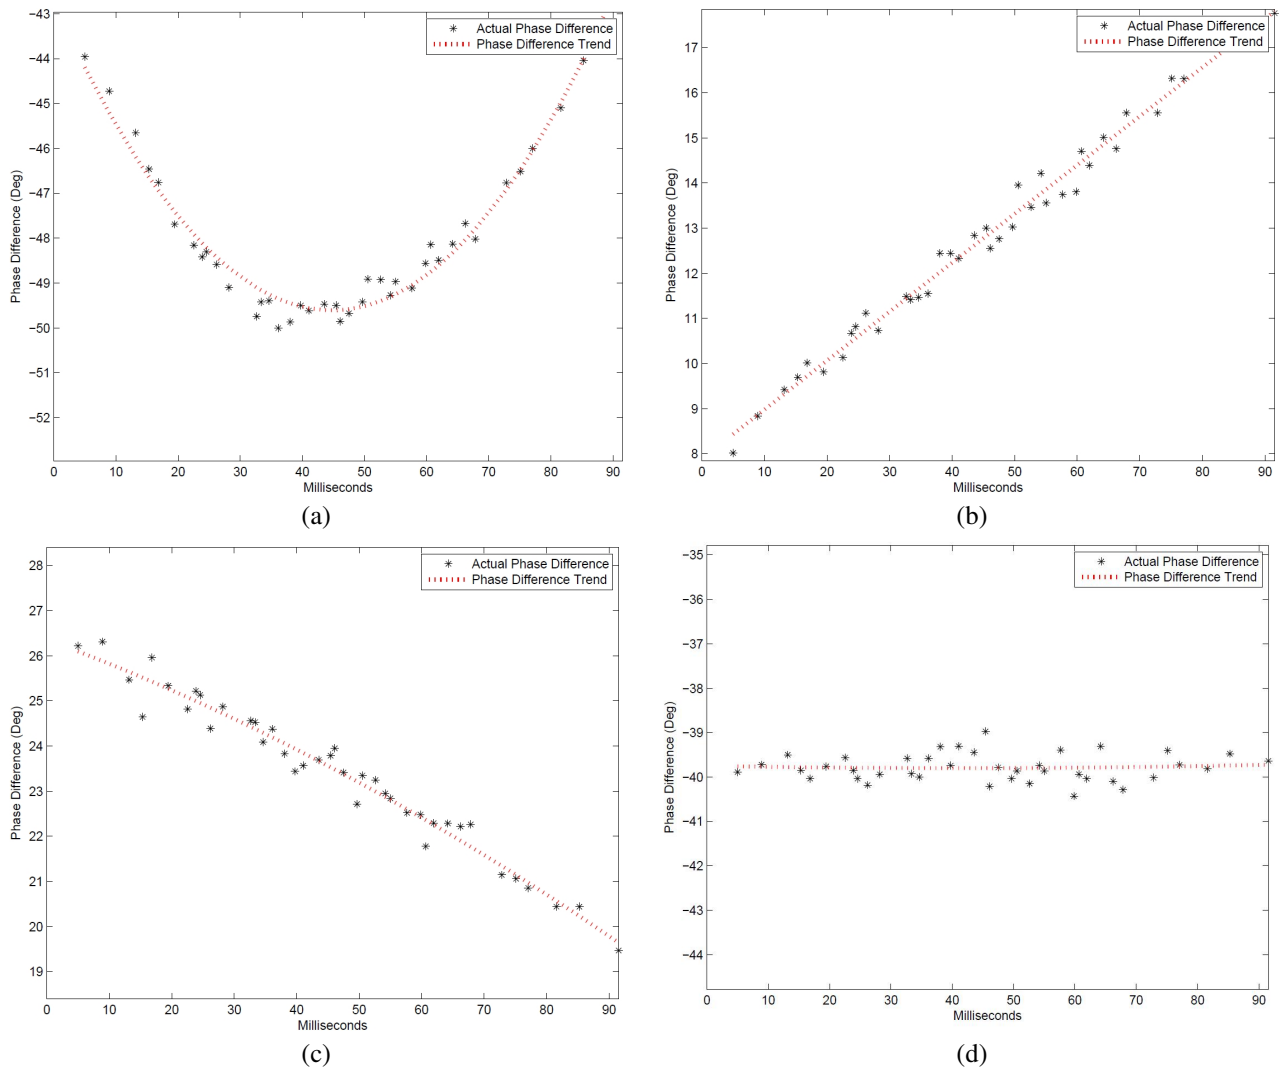 −43
−44
−45
−46
−47
−48
−49
−50
−51
−52
Phase Difference (Deg)
Actual Phase Difference
Phase Difference Trend
0 10 20 30 40 50 60 70 80 90
Milliseconds
(a)
17
16
15
14
13
12
11
10
9
8
Phase Difference (Deg)
Actual Phase Difference
Phase Difference Trend
0 10 20 30 40 50 60 70 80 90
Milliseconds
(b)
28
27
26
25
24
23
22
21
20
19
Phase Difference (Deg)
Actual Phase Difference
Phase Difference Trend
0 10 20 30 40 50 60 70 80 90
Milliseconds
(c)
−35
−36
−37
−38
−39
−40
−41
−42
−43
−44
Phase Difference (Deg)
Actual Phase Difference
Phase Difference Trend
0 10 20 30 40 50 60 70 80 90
Milliseconds
(d)